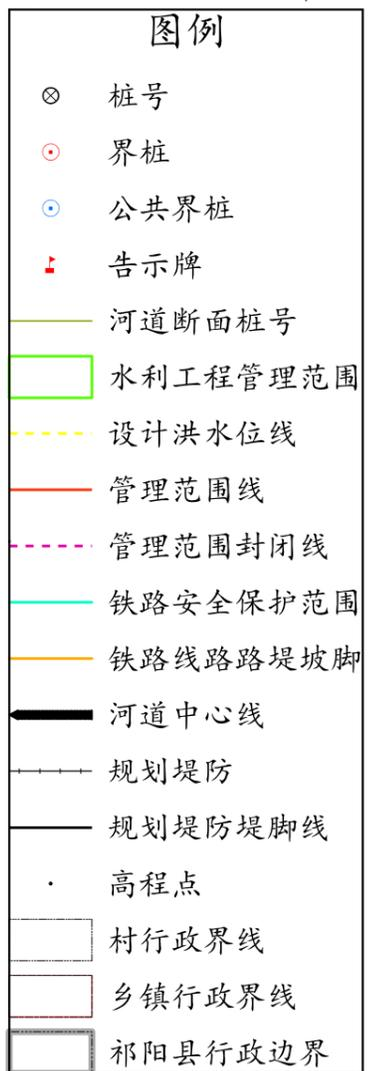 图例
桩号
界桩
公共界桩
告示牌
河道断面桩号
水利工程管理范围
设计洪水位线
管理范围线
管理范围封闭线
铁路安全保护范围
铁路线路路堤坡脚
河道中心线
规划堤防
规划堤防堤脚线
高程点
村行政界线
乡镇行政界线
祁阳县行政边界